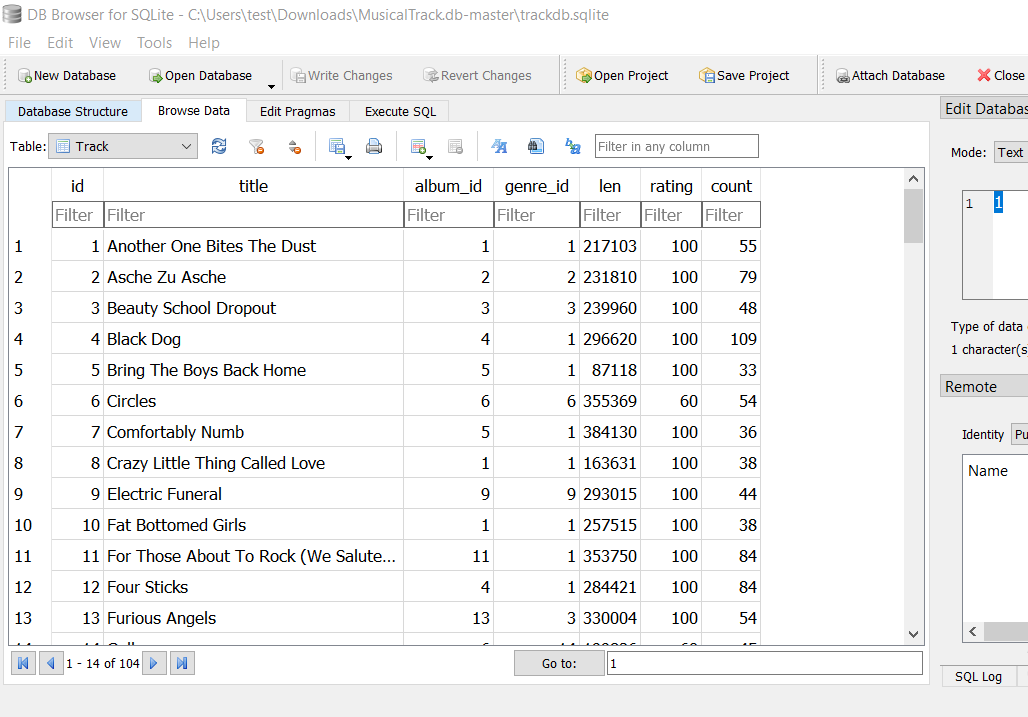 DB Browser for SQLite - C:\Users\test\Downloads\MusicalTrack.db-master\trackdb.sqlite
File Edit View Tools Help
New Database Open Database Write Changes Revert Changes Open Project Save Project Attach Database Close
Database Structure Browse Data Edit Pragmas Execute SQL
Edit Databas
Table: Track Filter in any column
Mode: Text
id title album_id genre_id len rating count
1 1
Filter Filter Filter Filter Filter Filter Filter
1 1 Another One Bites The Dust 1 1 217103 100 55
2 2 Asche Zu Asche 2 2 231810 100 79
3 3 Beauty School Dropout 3 3 239960 100 48
Type of data
4 4 Black Dog 4 1 296620 100 109
1 character(s
5 5 Bring The Boys Back Home 5 1 87118 100 33
Remote
6 6 Circles 6 6 355369 60 54
7 7 Comfortably Numb 5 1 384130 100 36
Identity Pu
8 8 Crazy Little Thing Called Love 1 1 163631 100 38
Name
9 9 Electric Funeral 9 9 293015 100 44
10 10 Fat Bottomed Girls 1 1 257515 100 38
11 11 For Those About To Rock (We Salute... 11 1 353750 100 84
12 12 Four Sticks 4 1 284421 100 84
13 13 Furious Angels 13 3 330004 100 54
1 - 14 of 104 Go to: 1
SQL Log